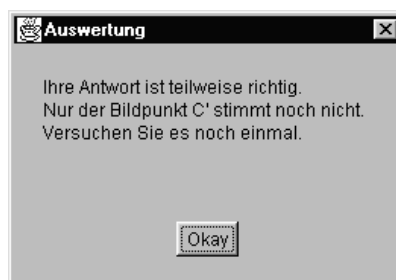 Auswertung
Ihre Antwort ist teilweise richtig.
Nur der Bildpunkt C' stimmt noch nicht.
Versuchen Sie es noch einmal.
Okay